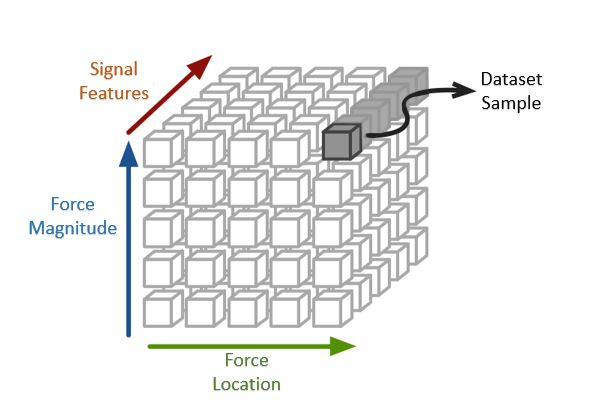 Signal
Features
Dataset
Sample
Force
Magnitude
Force
Location